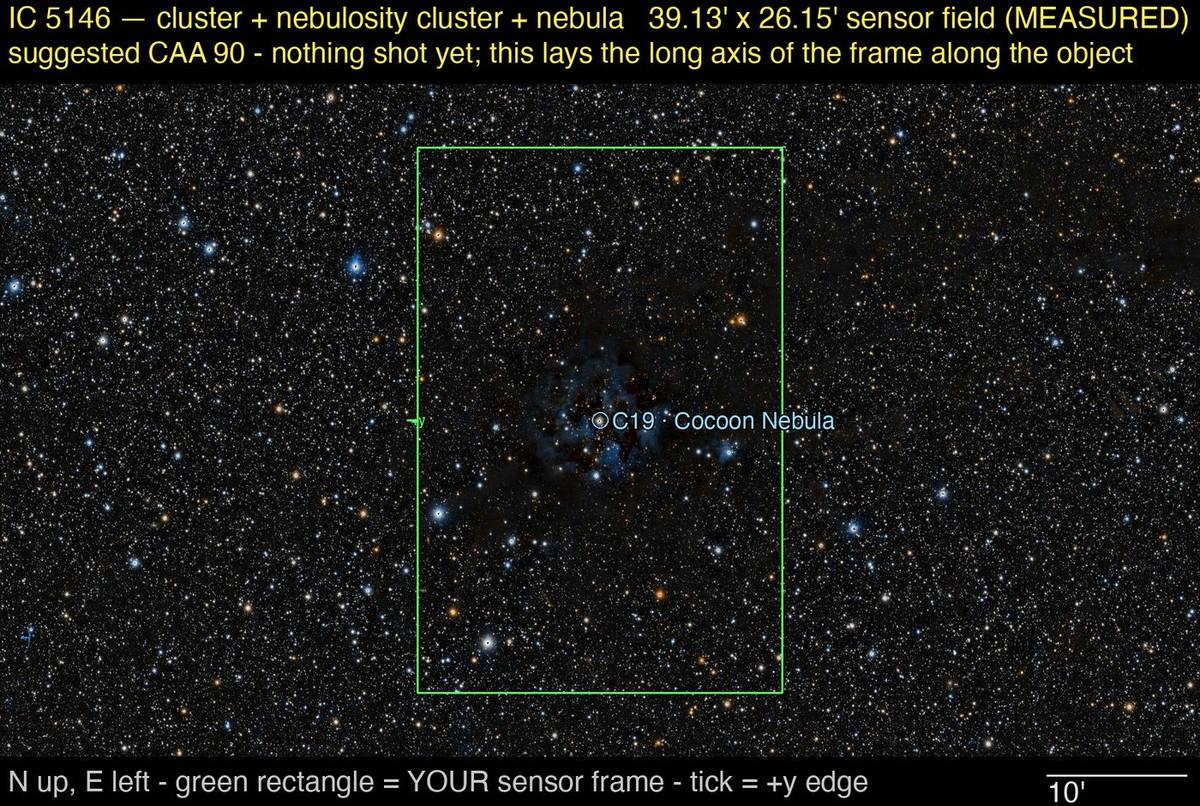 IC 5146 — cluster + nebulosity cluster + nebula 39.13' x 26.15' sensor field (MEASURED)
suggested CAA 90 - nothing shot yet; this lays the long axis of the frame along the object
C19 · Cocoon Nebula
y
N up, E left - green rectangle = YOUR sensor frame - tick = +y edge
10'